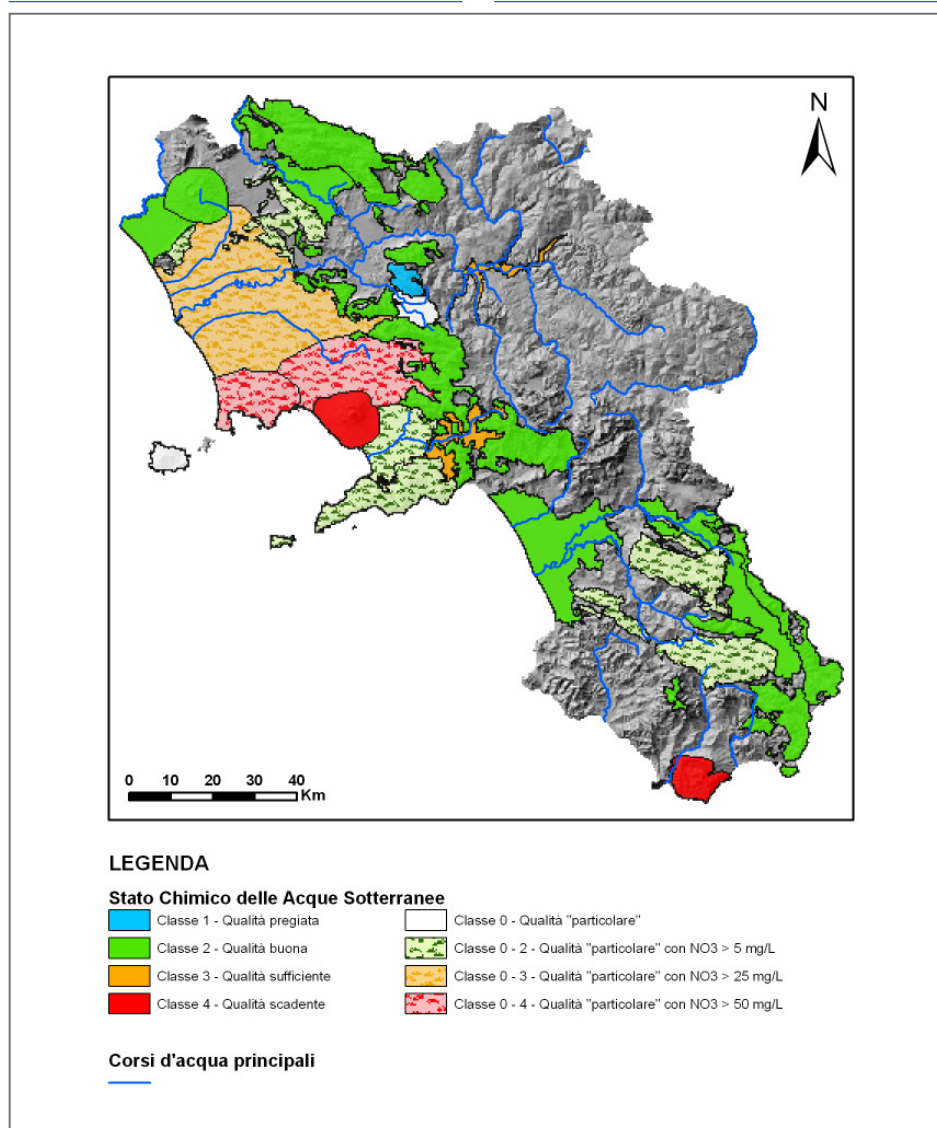 N
0 10 20 30 40
Km
LEGENDA
Stato Chimico delle Acque Sotterranee
Classe 1 - Qualità pregiata
Classe 2 - Qualità buona
Classe 3 - Qualità sufficiente
Classe 4 - Qualità scadente
Classe 0 - Qualità "particolare"
Classe 0 - 2 - Qualità "particolare" con NO3 > 5 mg/L
Classe 0 - 3 - Qualità "particolare" con NO3 > 25 mg/L
Classe 0 - 4 - Qualità "particolare" con NO3 > 50 mg/L
Corsi d'acqua principali